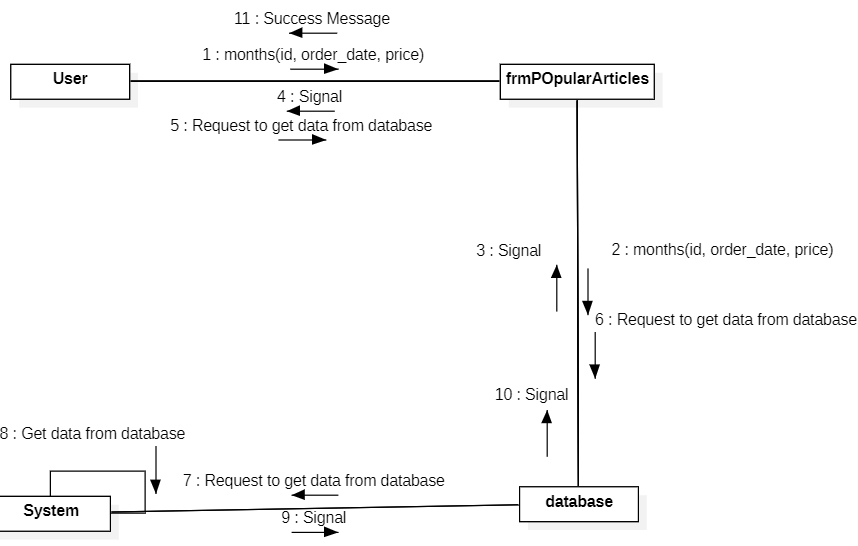 11 : Success Message
1 : months(id, order_date, price)
User
frmPOpularArticles
4 : Signal
5 : Request to get data from database
3 : Signal
2 : months(id, order_date, price)
6 : Request to get data from database
10 : Signal
8 : Get data from database
7 : Request to get data from database
System
database
9 : Signal